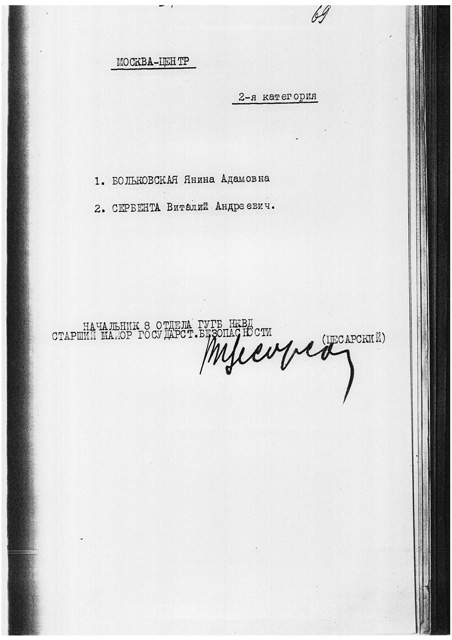 69
МОСКВА-ЦЕНТР
2-я категория
1. БОЛЬКОВСКАЯ Янина Адамовна
2. СЕРБЕНТА Виталий Андреевич.
НАЧАЛЬНИК 8 ОТДЕЛА ГУГБ НКВД
СТАРШИЙ МАЙОР ГОСУДАРСТ.БЕЗОПАСНОСТИ (ЦЕСАРСКИЙ)